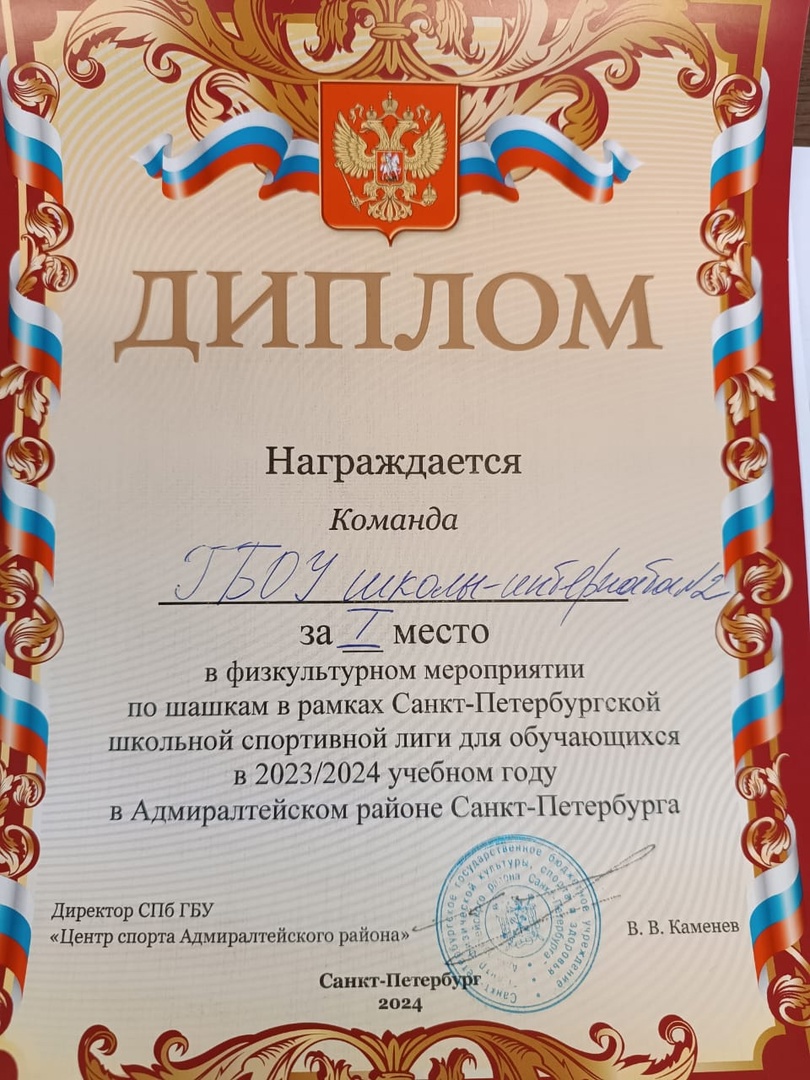 ДИПЛОМ
Награждается
Команда
ГБОУ школы-интерната №2
за I место
в физкультурном мероприятии
по шашкам в рамках Санкт-Петербургской
школьной спортивной лиги для обучающихся
в 2023/2024 учебном году
в Адмиралтейском районе Санкт-Петербурга
Директор СПб ГБУ
«Центр спорта Адмиралтейского района»
В. В. Каменев
Санкт-Петербург
2024